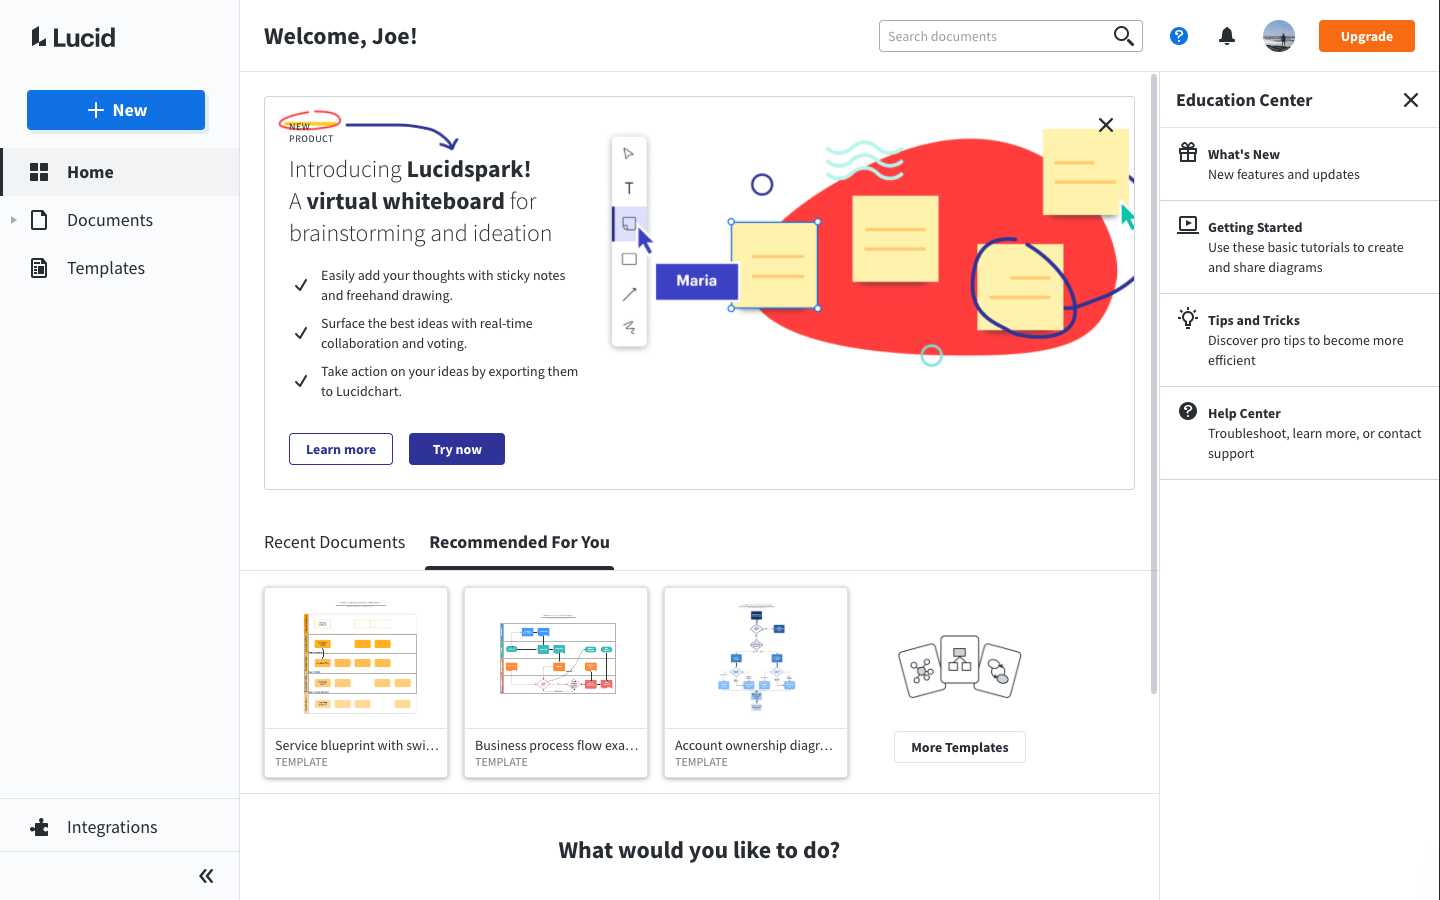 Lucid
New
Home
Documents
Templates
Integrations
Welcome, Joe!
Search documents
Upgrade
NEW
PRODUCT
Introducing Lucidspark!
A virtual whiteboard for
brainstorming and ideation
Easily add your thoughts with sticky notes
and freehand drawing.
Surface the best ideas with real-time
collaboration and voting.
Take action on your ideas by exporting them
to Lucidchart.
Learn more
Try now
T
Maria
Recent Documents
Recommended For You
Service blueprint with swi...
TEMPLATE
Business process flow exa...
TEMPLATE
Account ownership diagr...
TEMPLATE
More Templates
What would you like to do?
Education Center
What's New
New features and updates
Getting Started
Use these basic tutorials to create
and share diagrams
Tips and Tricks
Discover pro tips to become more
efficient
Help Center
Troubleshoot, learn more, or contact
support